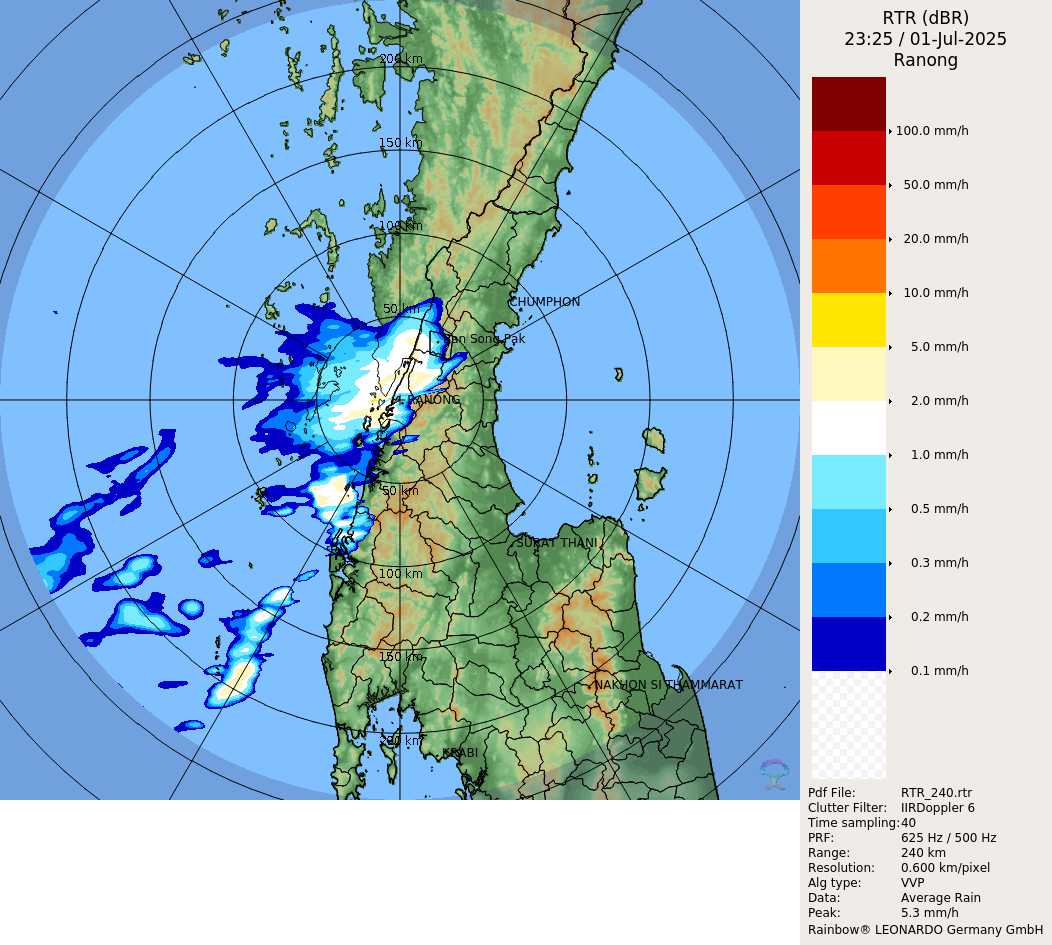 RTR (dBR)
23:25 / 01-Jul-2025
Ranong
200 km
150 km
100 km
50 km
CHUMPHON
Ban Song Pak
RANONG
50 km
SURAT THANI
100 km
150 km
NAKHON SI THAMMARAT
200 km
KRABI
100.0 mm/h
50.0 mm/h
20.0 mm/h
10.0 mm/h
5.0 mm/h
2.0 mm/h
1.0 mm/h
0.5 mm/h
0.3 mm/h
0.2 mm/h
0.1 mm/h
Pdf File: RTR_240.rtr
Clutter Filter: IIRDoppler 6
Time sampling:40
PRF: 625 Hz / 500 Hz
Range: 240 km
Resolution: 0.600 km/pixel
Alg type: VVP
Data: Average Rain
Peak: 5.3 mm/h
Rainbow® LEONARDO Germany GmbH